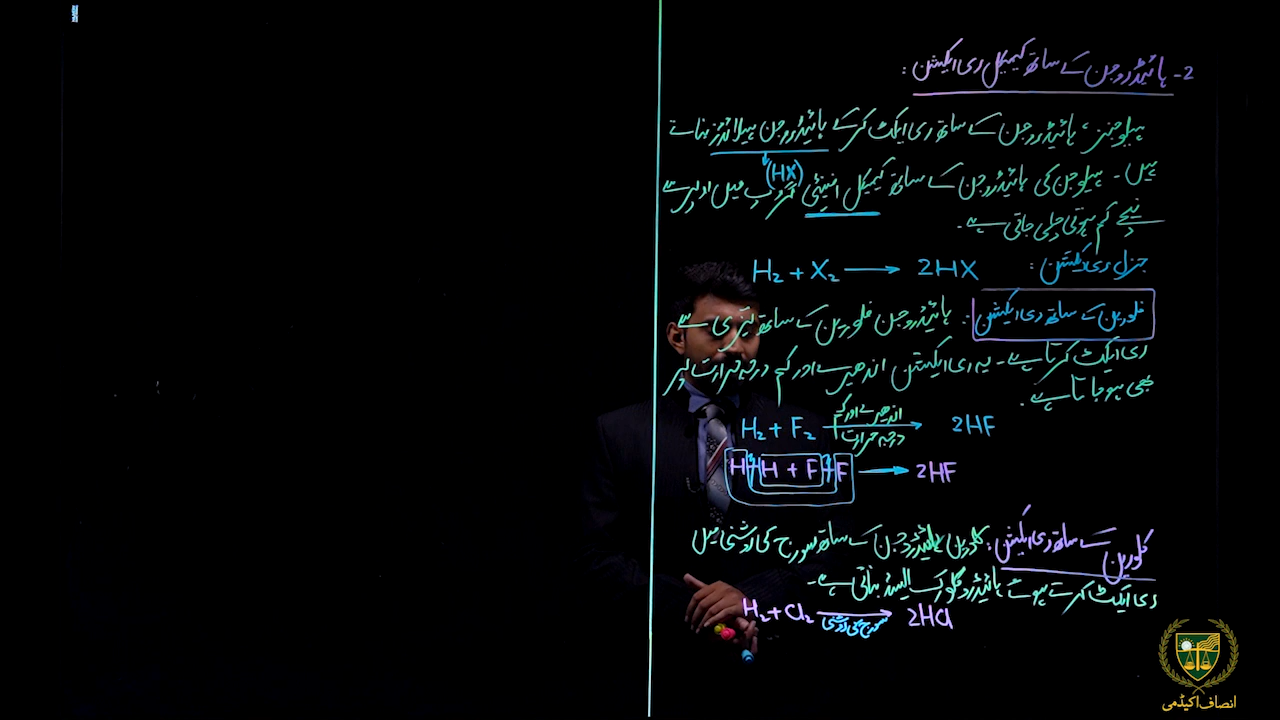 2- ہائیڈروجن کے ساتھ کیمیکل ری ایکشن :
ہیلوجنز، ہائیڈروجن کے ساتھ ری ایکٹ کر کے ہائیڈروجن ہیلائڈز بناتے
(HX)
ہیں۔ ہیلوجن کی ہائیڈروجن کے ساتھ کیمیکل افینیٹی گروپ میں اوپر سے
نیچے کم ہوتی چلی جاتی ہے۔
جنرل ری ایکشن : H₂ + X₂ ⟶ 2HX
فلورین کے ساتھ ری ایکشن : ہائیڈروجن فلورین کے ساتھ تیزی سے
ری ایکٹ کرتا ہے۔ یہ ری ایکشن اندھیرے اور کم درجہ حرارت پر
بھی ہو جاتا ہے۔
اندھیرے اور کم
H₂ + F₂ ⟶ 2HF
درجہ حرارت
H + H + F + F ⟶ 2HF
کلورین کے ساتھ ری ایکشن : کلورین ہائیڈروجن کے ساتھ سورج کی روشنی میں
ری ایکٹ کرتے ہوئے ہائیڈروکلورک ایسڈ بناتی ہے۔
H₂ + Cl₂ ⟶ 2HCl
سورج کی روشنی
انصاف اکیڈمی